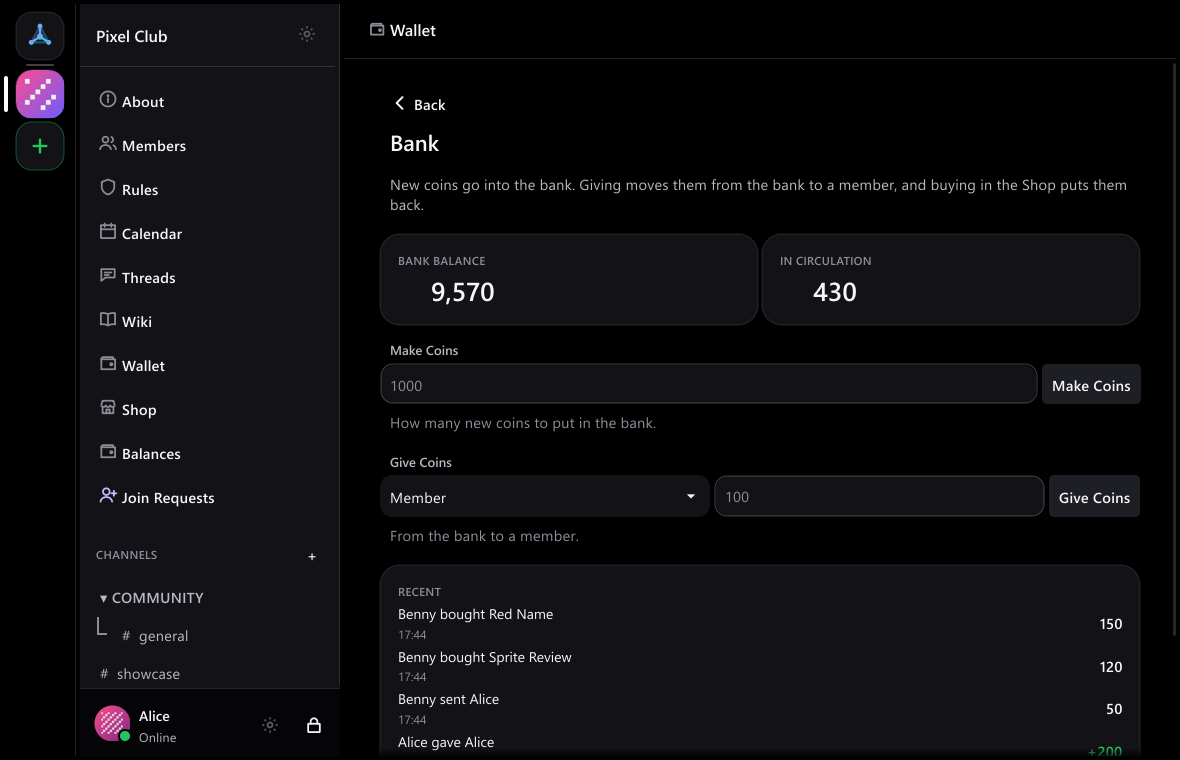 Pixel Club
About
Members
Rules
Calendar
Threads
Wiki
Wallet
Shop
Balances
Join Requests
CHANNELS +
▾ COMMUNITY
# general
# showcase
Alice
Online
Wallet
Back
Bank
New coins go into the bank. Giving moves them from the bank to a member, and buying in the Shop puts them
back.
BANK BALANCE
9,570
IN CIRCULATION
430
Make Coins
1000
Make Coins
How many new coins to put in the bank.
Give Coins
Member
100
Give Coins
From the bank to a member.
RECENT
Benny bought Red Name
17:44
150
Benny bought Sprite Review
17:44
120
Benny sent Alice
17:44
50
Alice gave Alice
+200